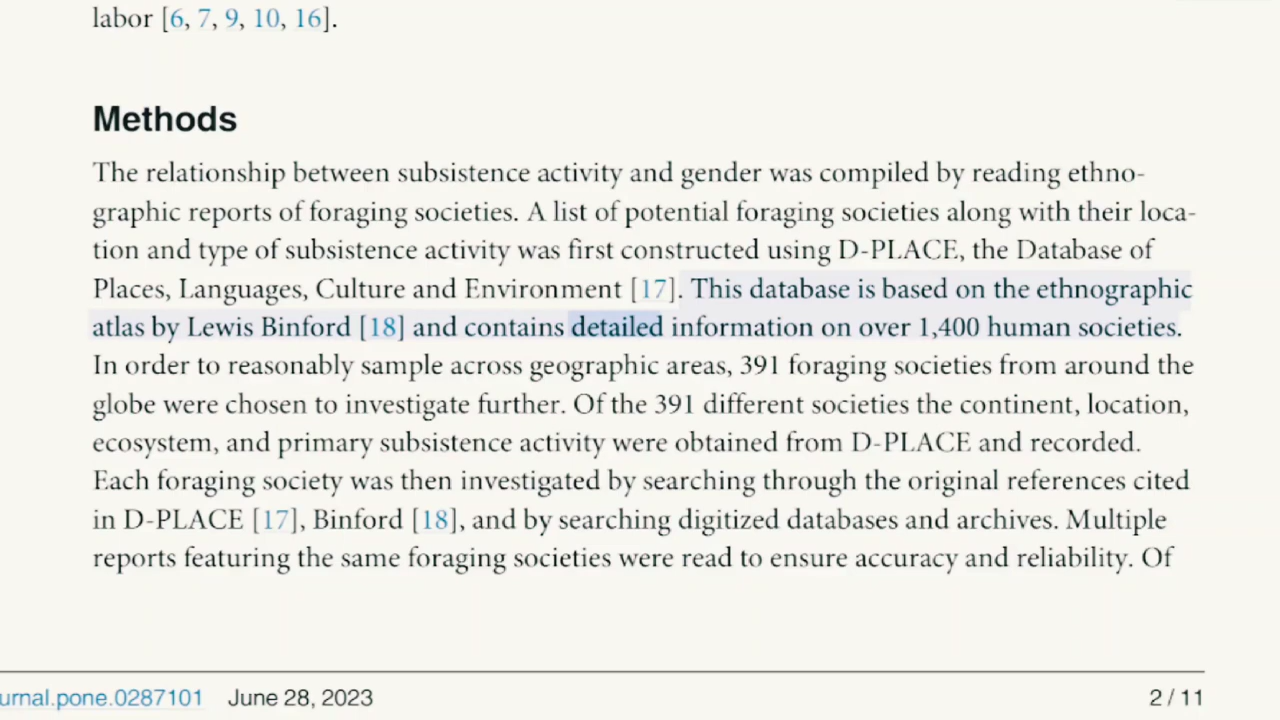 labor [6, 7, 9, 10, 16].
Methods
The relationship between subsistence activity and gender was compiled by reading ethno-
graphic reports of foraging societies. A list of potential foraging societies along with their loca-
tion and type of subsistence activity was first constructed using D-PLACE, the Database of
Places, Languages, Culture and Environment [17]. This database is based on the ethnographic
atlas by Lewis Binford [18] and contains detailed information on over 1,400 human societies.
In order to reasonably sample across geographic areas, 391 foraging societies from around the
globe were chosen to investigate further. Of the 391 different societies the continent, location,
ecosystem, and primary subsistence activity were obtained from D-PLACE and recorded.
Each foraging society was then investigated by searching through the original references cited
in D-PLACE [17], Binford [18], and by searching digitized databases and archives. Multiple
reports featuring the same foraging societies were read to ensure accuracy and reliability. Of
urnal.pone.0287101 June 28, 2023 2 / 11